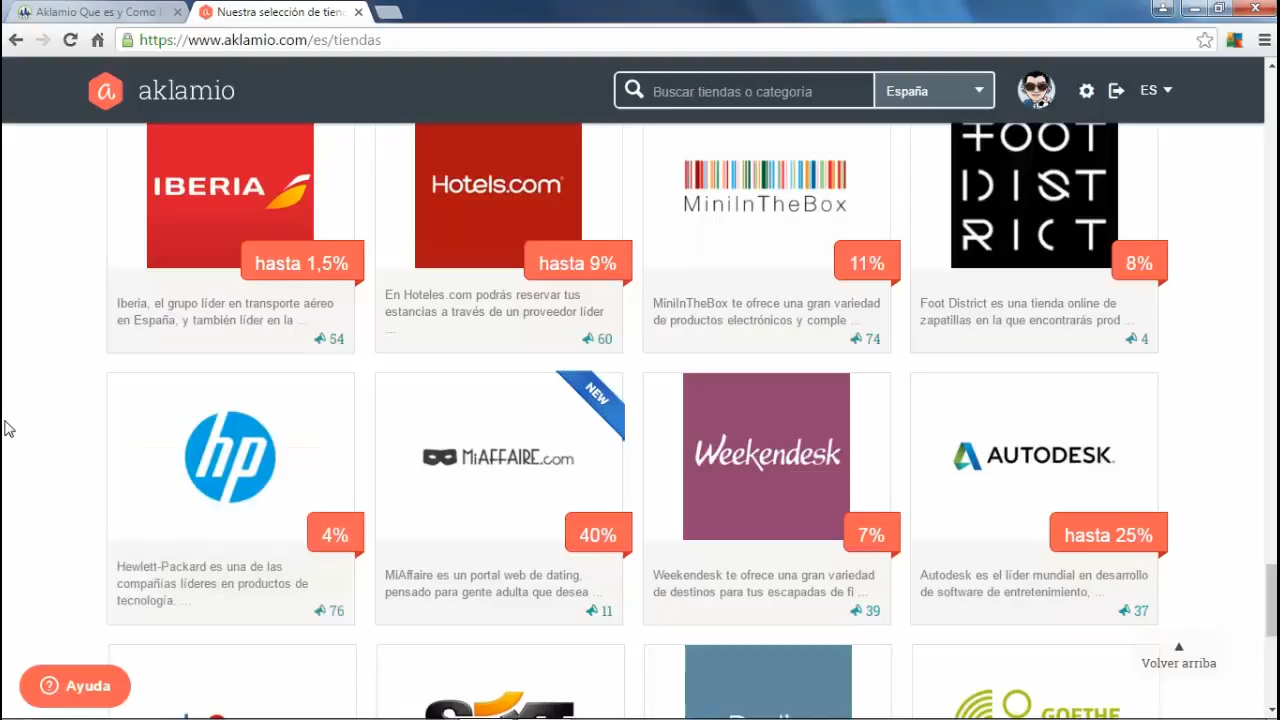 Aklamio Que es y Como
Nuestra selección de tien
https://www.aklamio.com/es/tiendas
aklamio
Buscar tiendas o categoría
España
ES
IBERIA
Hotels.com
MiniInTheBox
FOOT
DIST
RICT
hasta 1,5%
hasta 9%
11%
8%
Iberia, el grupo líder en transporte aéreo
en España, y también líder en la ...
54
En Hoteles.com podrás reservar tus
estancias a través de un proveedor líder
...
60
MiniInTheBox te ofrece una gran variedad
de productos electrónicos y comple ...
74
Foot District es una tienda online de
zapatillas en la que encontrarás prod ...
4
hp
NEW
MiAFFAIRE.com
Weekendesk
AUTODESK.
4%
40%
7%
hasta 25%
Hewlett-Packard es una de las
compañías líderes en productos de
tecnología. ...
76
MiAffaire es un portal web de dating,
pensado para gente adulta que desea ...
11
Weekendesk te ofrece una gran variedad
de destinos para tus escapadas de fi ...
39
Autodesk es el líder mundial en desarrollo
de software de entretenimiento, ...
37
Volver arriba
Ayuda
GOETHE